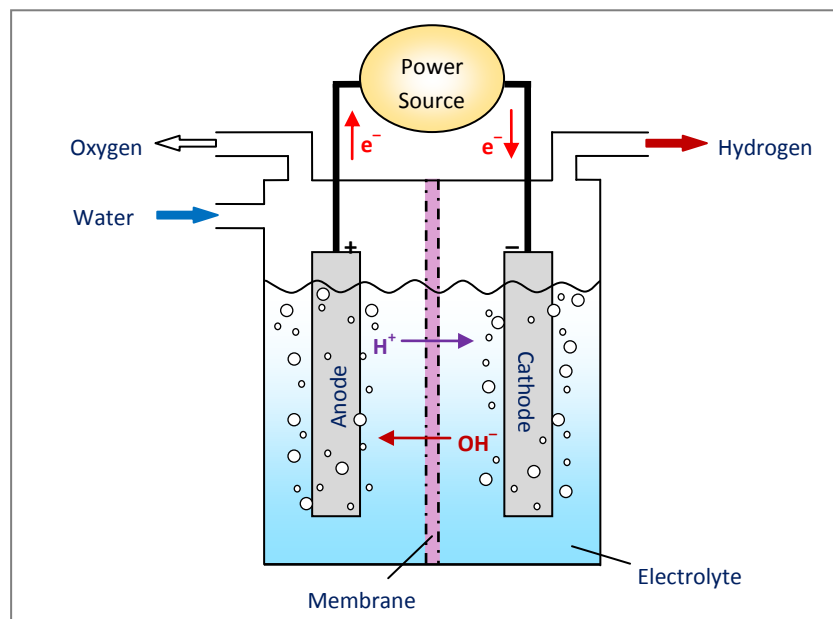 Power
Source
e⁻
e⁻
Oxygen
Hydrogen
Water
+
−
H⁺
Anode
Cathode
OH⁻
Electrolyte
Membrane